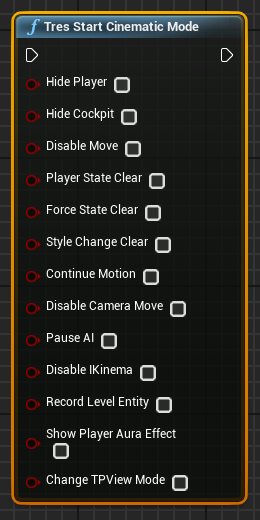 f Tres Start Cinematic Mode
Hide Player
Hide Cockpit
Disable Move
Player State Clear
Force State Clear
Style Change Clear
Continue Motion
Disable Camera Move
Pause AI
Disable IKinema
Record Level Entity
Show Player Aura Effect
Change TPView Mode